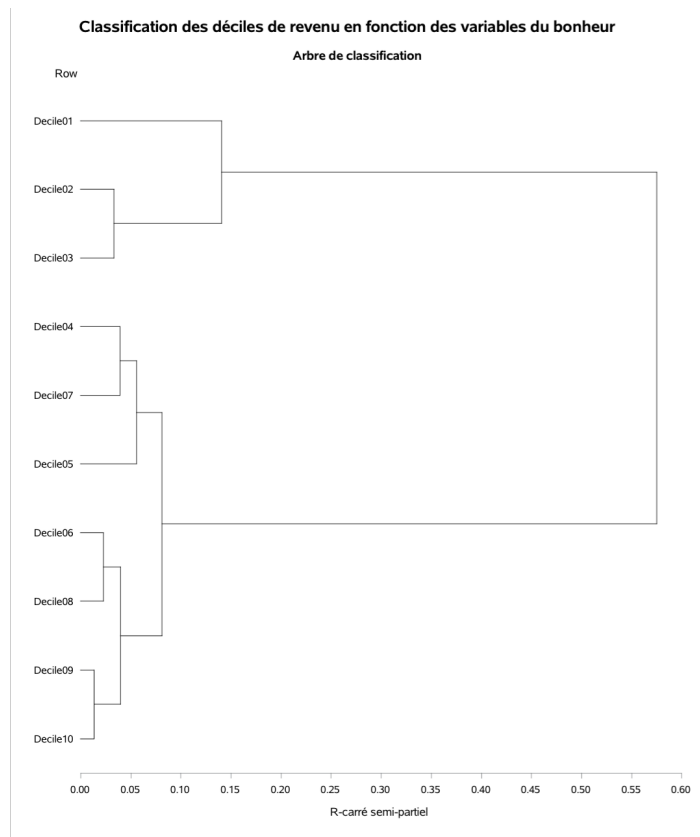 Classification des déciles de revenu en fonction des variables du bonheur
Arbre de classification
Row
Decile01
Decile02
Decile03
Decile04
Decile07
Decile05
Decile06
Decile08
Decile09
Decile10
0.00 0.05 0.10 0.15 0.20 0.25 0.30 0.35 0.40 0.45 0.50 0.55 0.60
R-carré semi-partiel